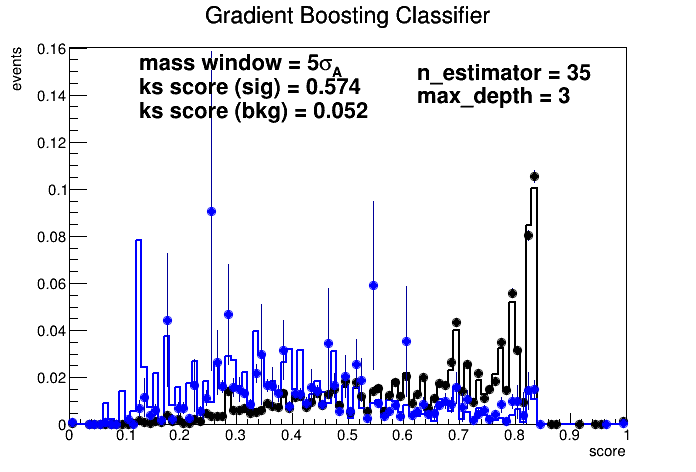 Gradient Boosting Classifier
events
0.16
0.14
0.12
0.1
0.08
0.06
0.04
0.02
0
mass window = 5σA
ks score (sig) = 0.574
ks score (bkg) = 0.052
n_estimator = 35
max_depth = 3
0 0.1 0.2 0.3 0.4 0.5 0.6 0.7 0.8 0.9 1
score